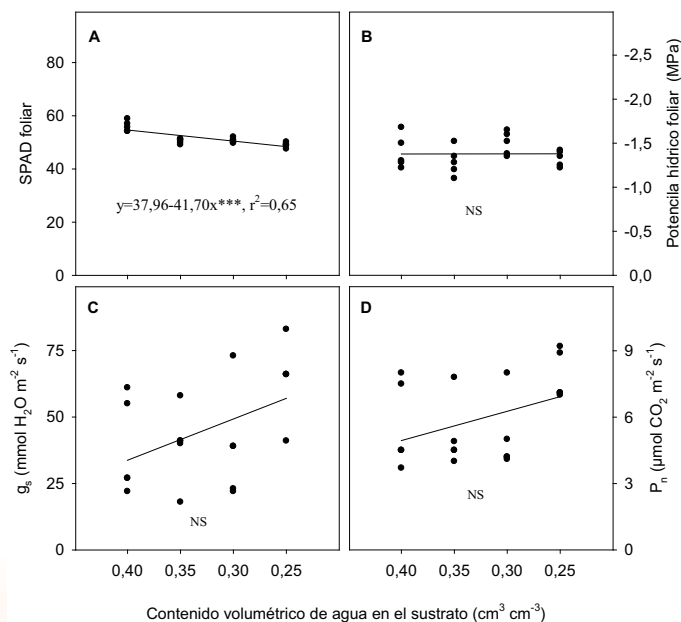 A
B
80
60
40
20
0
SPAD foliar
y=37,96-41,70x***, r²=0,65
-2,5
-2,0
-1,5
-1,0
-0,5
0,0
Potencila hídrico foliar (MPa)
NS
C
D
75
50
25
0
gₛ (mmol H₂O m⁻² s⁻¹)
NS
9
6
3
0
Pₙ (µmol CO₂ m⁻² s⁻¹)
NS
0,40 0,35 0,30 0,25
0,40 0,35 0,30 0,25
Contenido volumétrico de agua en el sustrato (cm³ cm⁻³)